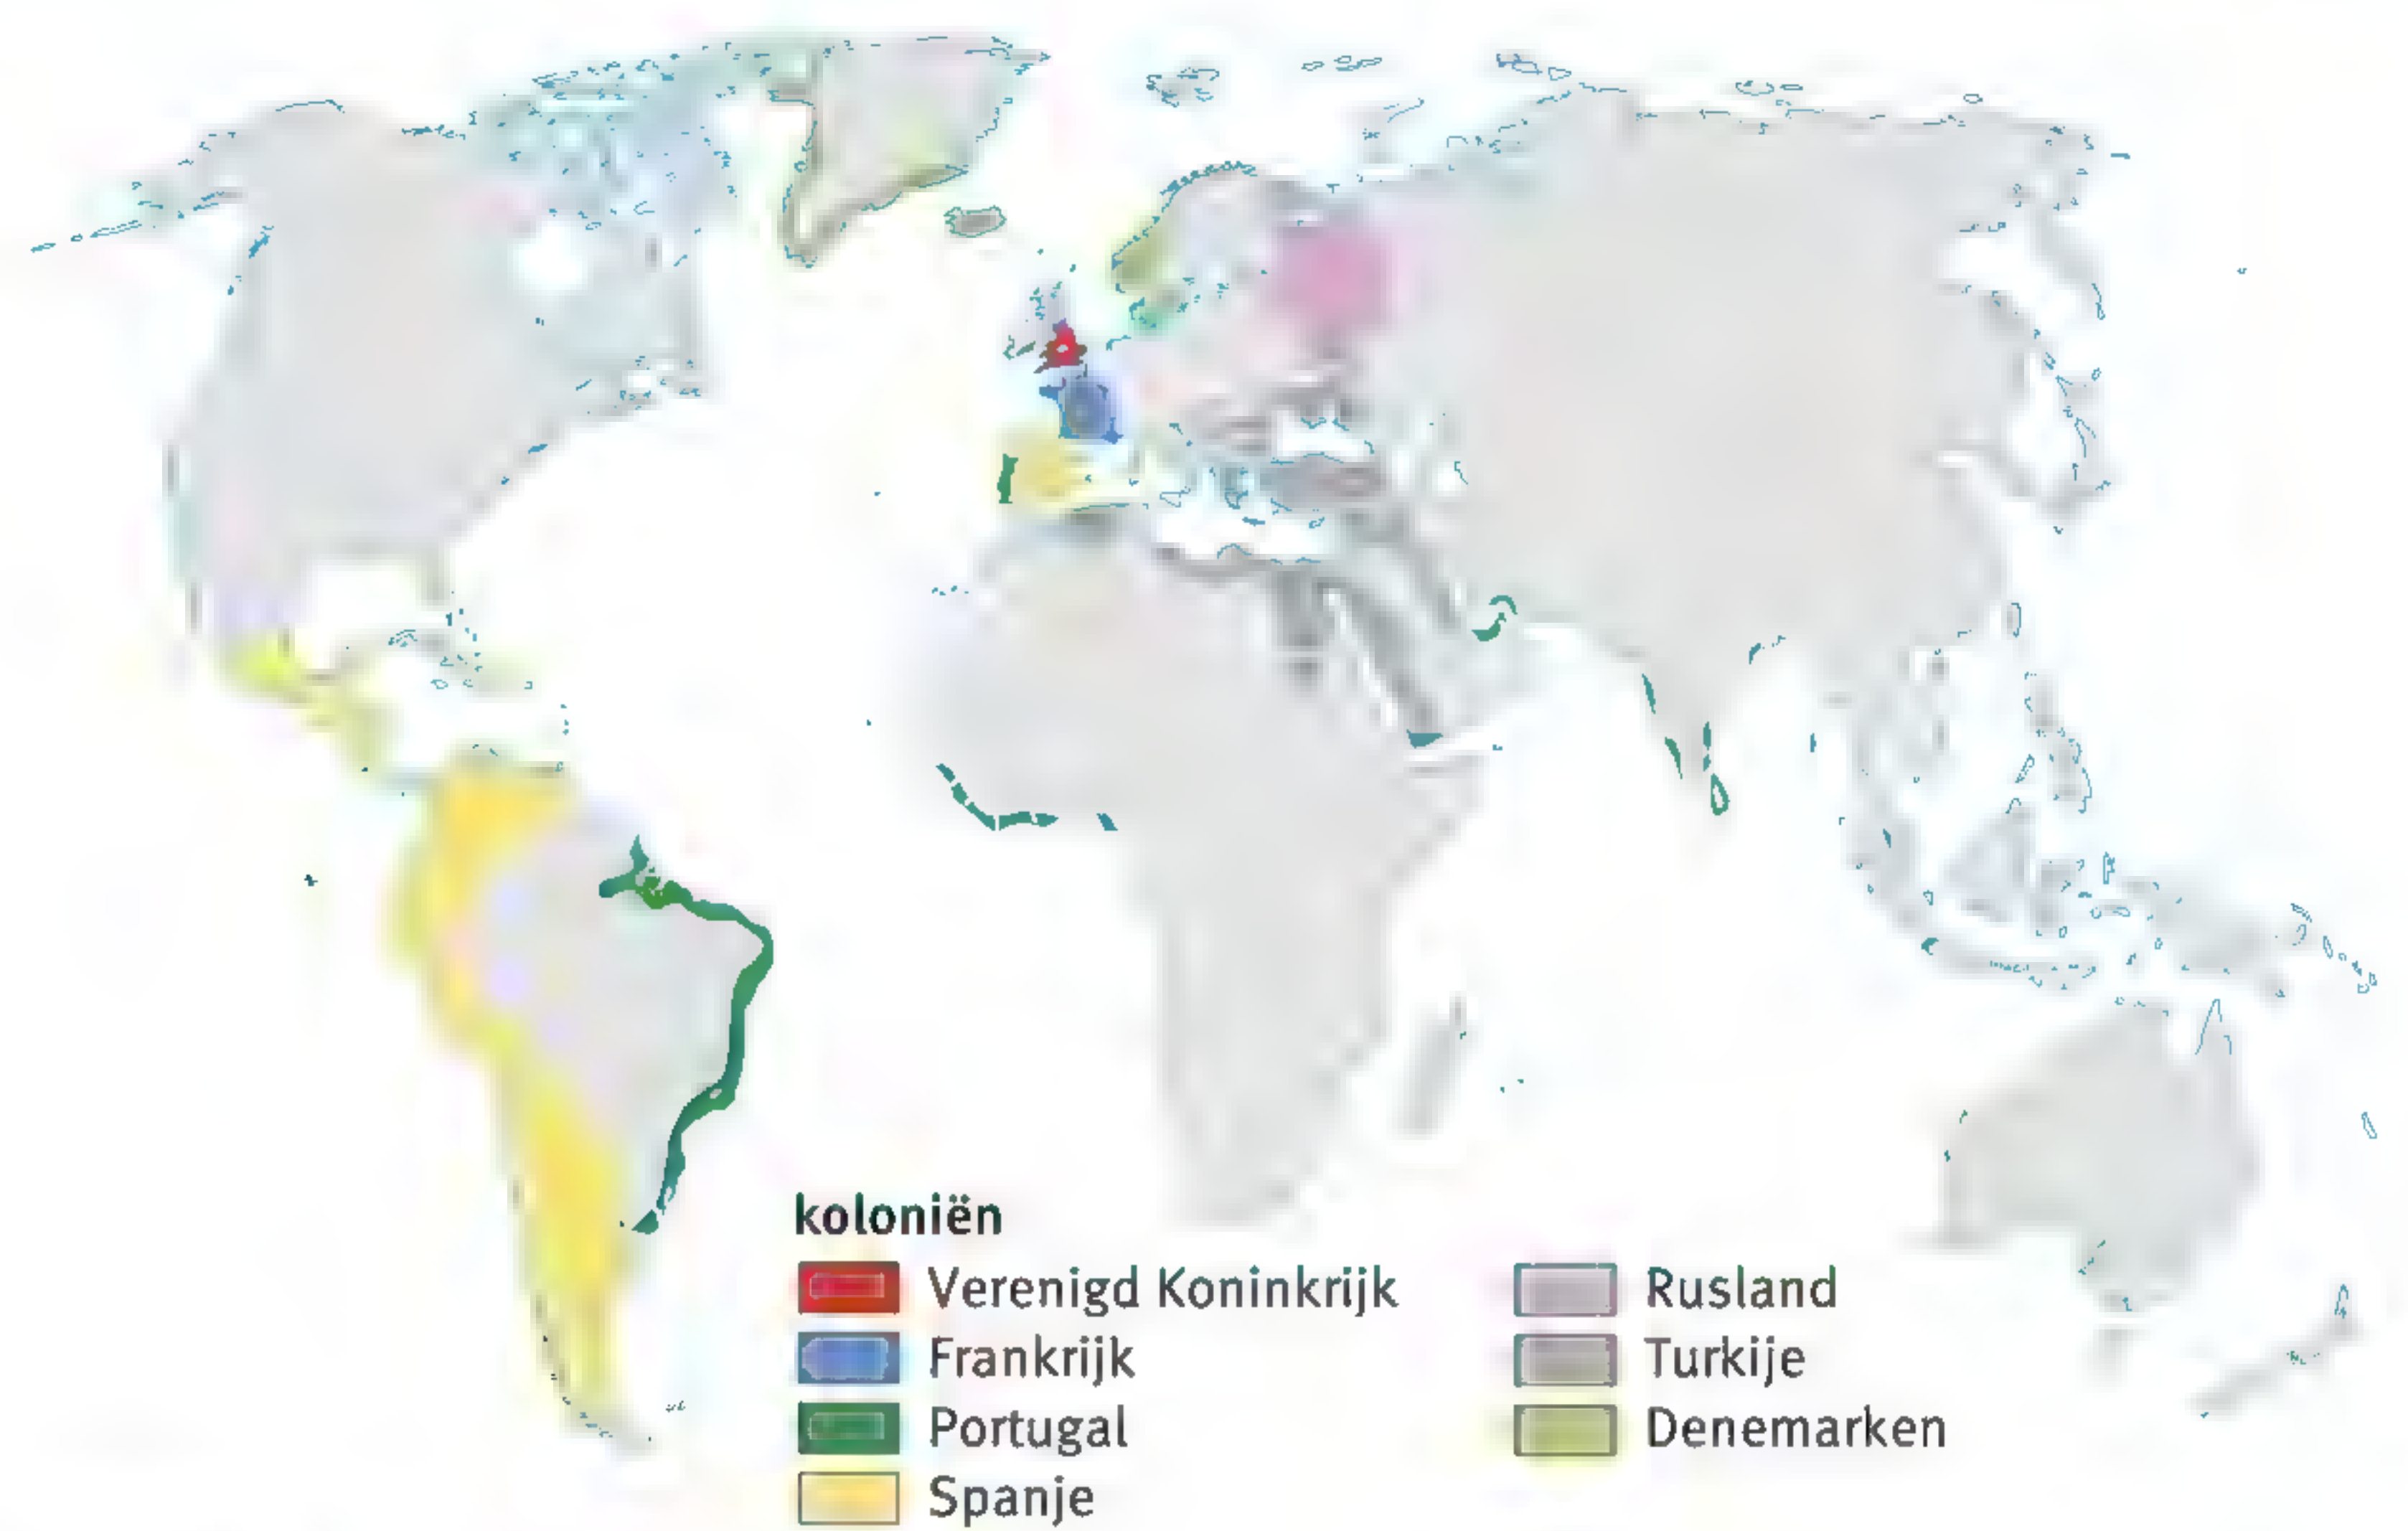 koloniën
Verenigd Koninkrijk
Frankrijk
Portugal
Spanje
Rusland
Turkije
Denemarken